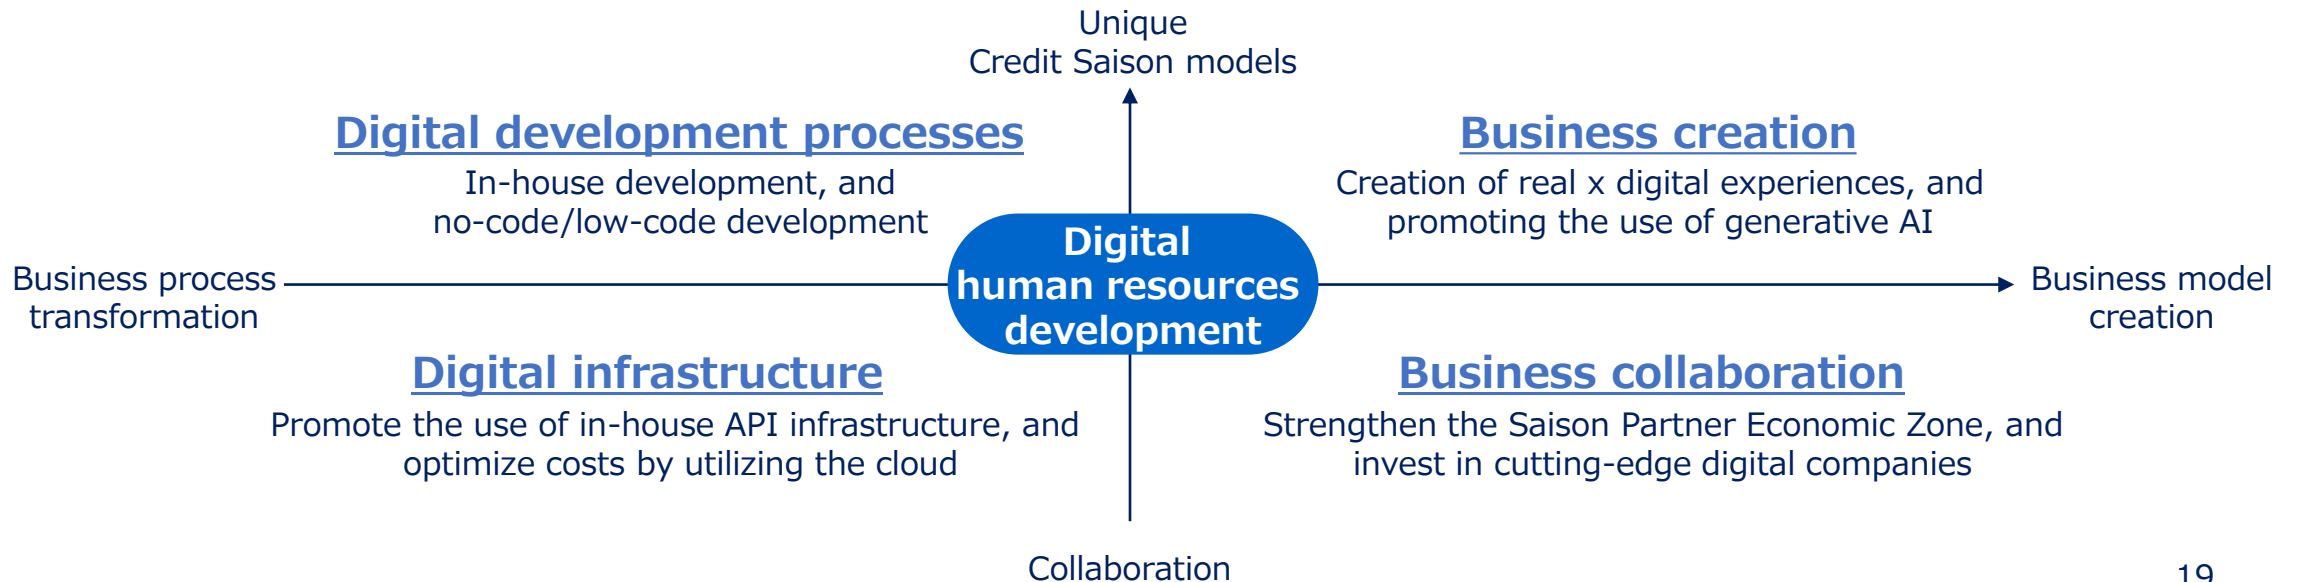 Unique
Credit Saison models
Digital development processes
In-house development, and
no-code/low-code development
Business creation
Creation of real x digital experiences, and
promoting the use of generative AI
Business process
transformation
Digital
human resources
development
Business model
creation
Digital infrastructure
Promote the use of in-house API infrastructure, and
optimize costs by utilizing the cloud
Business collaboration
Strengthen the Saison Partner Economic Zone, and
invest in cutting-edge digital companies
Collaboration
19